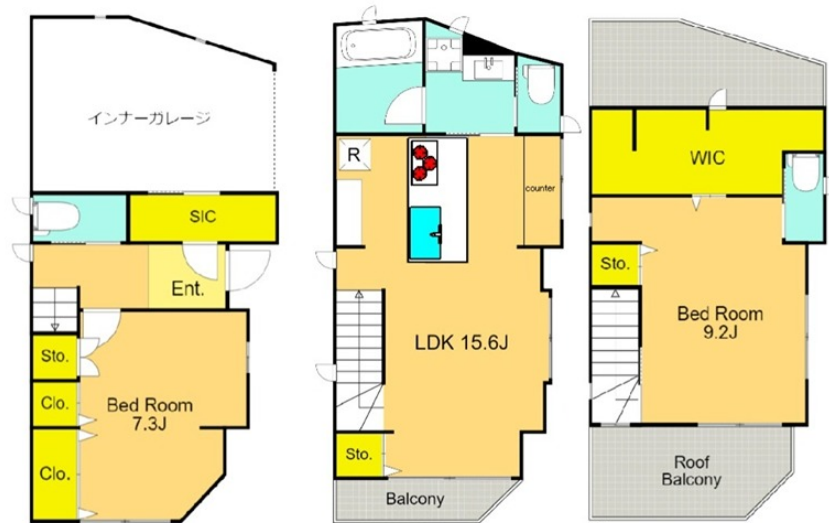 インナーガレージ
SIC
Ent.
Sto.
Clo.
Bed Room
7.3J
Clo.
R
counter
LDK 15.6J
Sto.
Balcony
WIC
Sto.
Bed Room
9.2J
Roof
Balcony